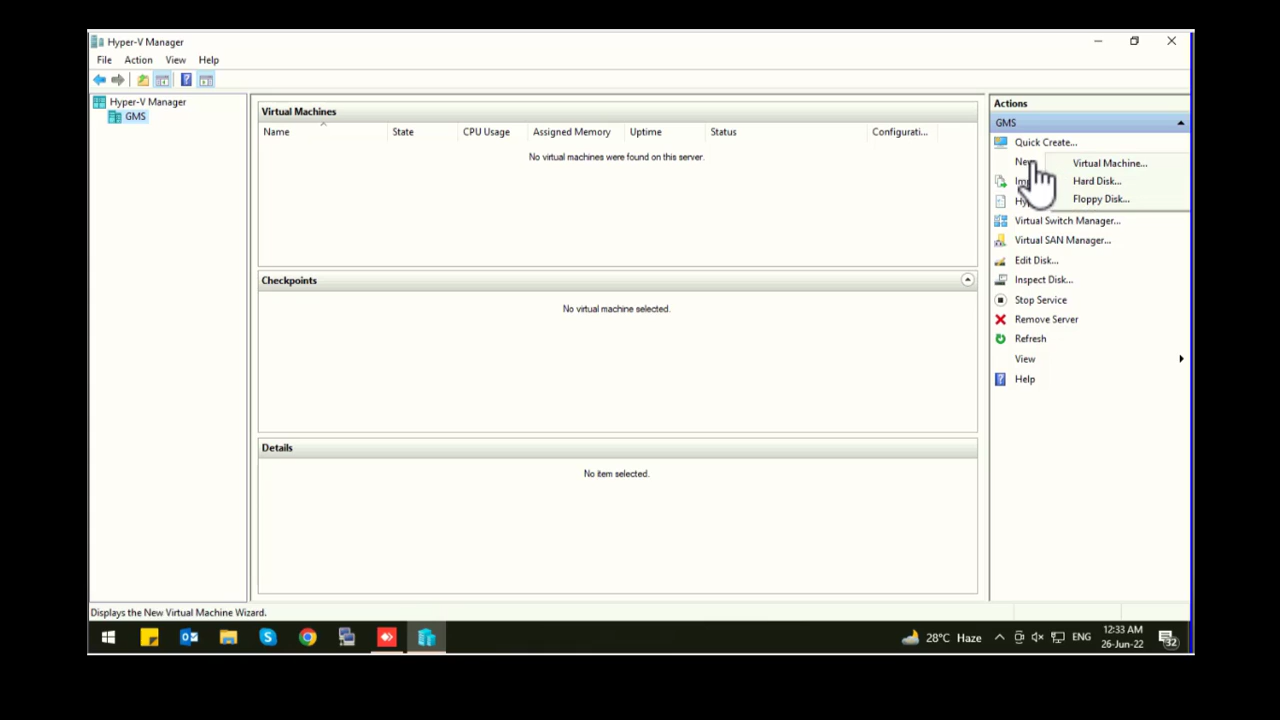 Hyper-V Manager
File Action View Help
Hyper-V Manager
GMS
Virtual Machines
Name State CPU Usage Assigned Memory Uptime Status Configurati...
No virtual machines were found on this server.
Checkpoints
No virtual machine selected.
Details
No item selected.
Actions
GMS
Quick Create...
Virtual Machine...
Hard Disk...
Floppy Disk...
Virtual Switch Manager...
Virtual SAN Manager...
Edit Disk...
Inspect Disk...
Stop Service
Remove Server
Refresh
View
Help
Displays the New Virtual Machine Wizard.
28°C Haze
ENG
12:33 AM
26-Jun-22
32